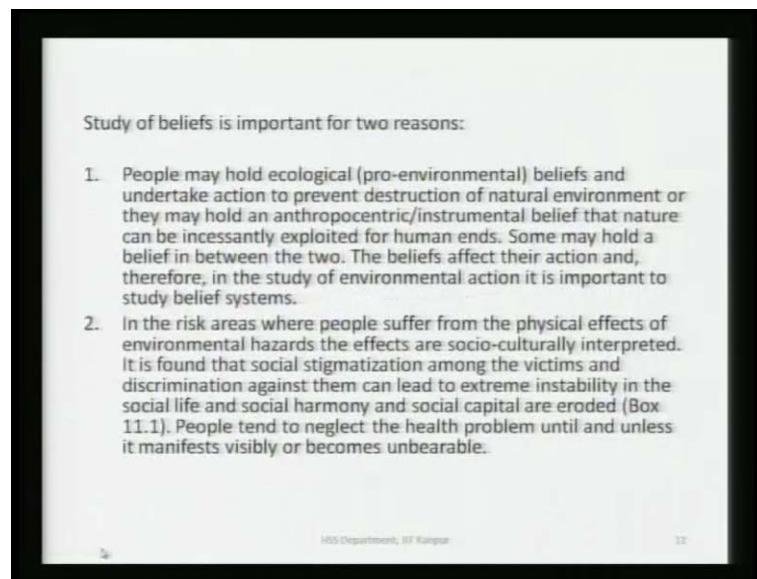 Study of beliefs is important for two reasons:
1. People may hold ecological (pro-environmental) beliefs and
undertake action to prevent destruction of natural environment or
they may hold an anthropocentric/instrumental belief that nature
can be incessantly exploited for human ends. Some may hold a
belief in between the two. The beliefs affect their action and,
therefore, in the study of environmental action it is important to
study belief systems.
2. In the risk areas where people suffer from the physical effects of
environmental hazards the effects are socio-culturally interpreted.
It is found that social stigmatization among the victims and
discrimination against them can lead to extreme instability in the
social life and social harmony and social capital are eroded (Box
11.1). People tend to neglect the health problem until and unless
it manifests visibly or becomes unbearable.
HSS Department, IIT Kanpur
12